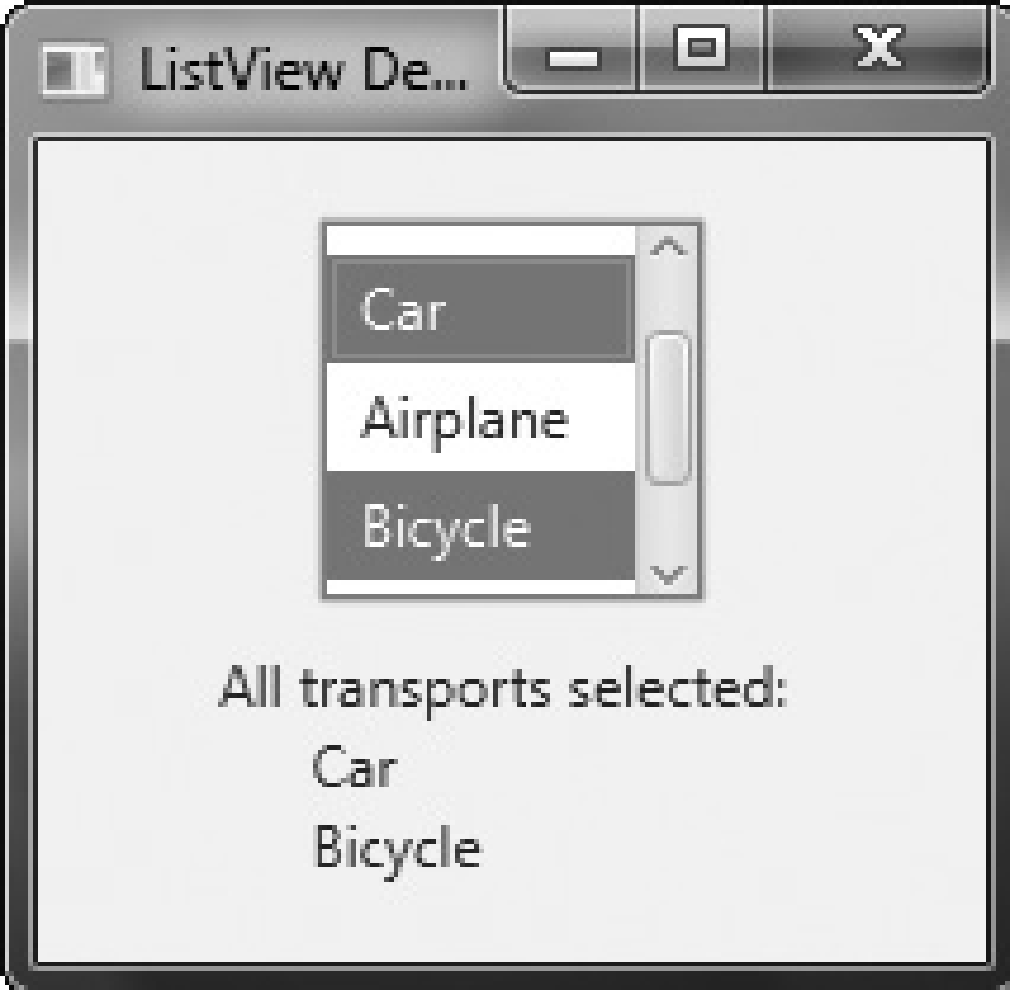 ListView De...
Car
Airplane
Bicycle
All transports selected:
Car
Bicycle